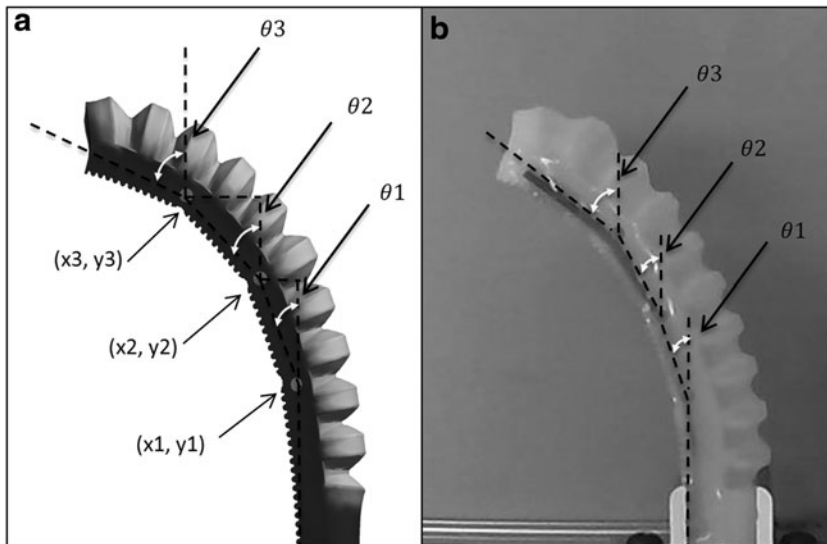 a
θ3
θ2
θ1
(x3, y3)
(x2, y2)
(x1, y1)
b
θ3
θ2
θ1